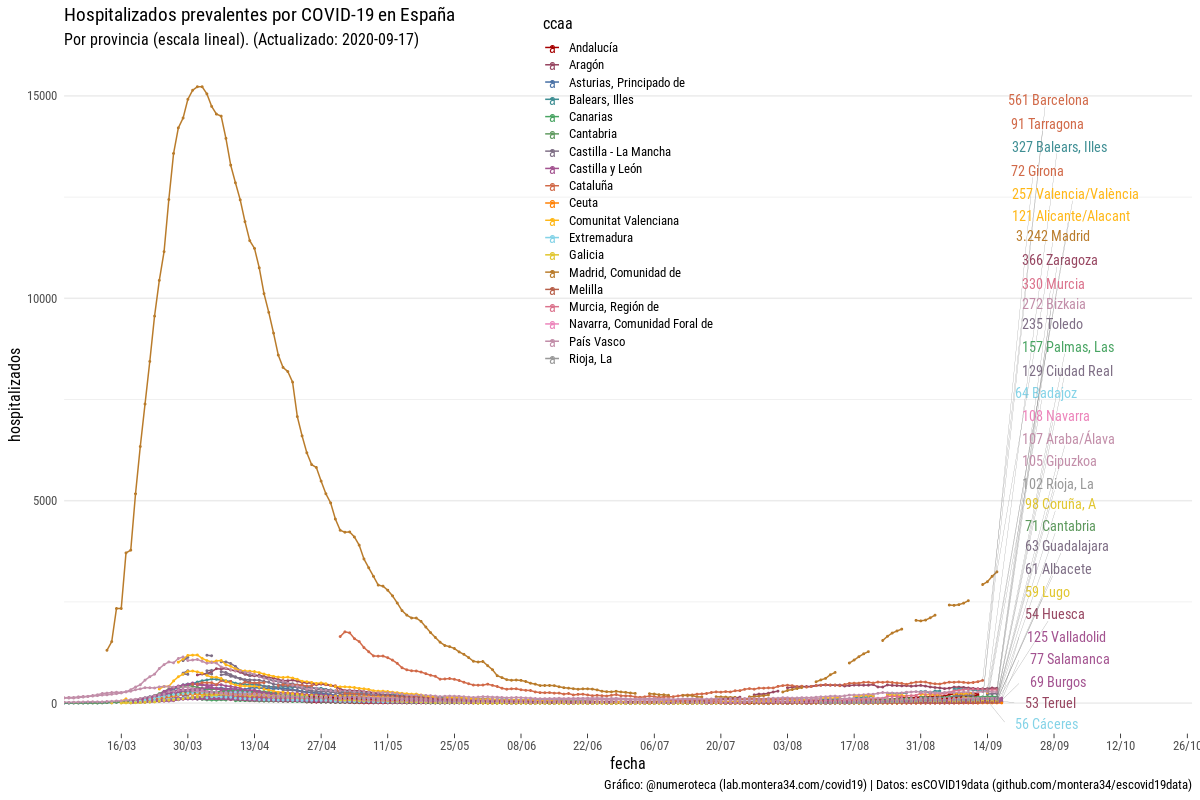 Hospitalizados prevalentes por COVID-19 en España
Por provincia (escala lineal). (Actualizado: 2020-09-17)
ccaa
Andalucía
Aragón
Asturias, Principado de
Balears, Illes
Canarias
Cantabria
Castilla - La Mancha
Castilla y León
Cataluña
Ceuta
Comunitat Valenciana
Extremadura
Galicia
Madrid, Comunidad de
Melilla
Murcia, Región de
Navarra, Comunidad Foral de
País Vasco
Rioja, La
hospitalizados
15000
10000
5000
0
561 Barcelona
91 Tarragona
327 Balears, Illes
72 Girona
257 Valencia/València
121 Alicante/Alacant
3.242 Madrid
366 Zaragoza
330 Murcia
272 Bizkaia
235 Toledo
157 Palmas, Las
129 Ciudad Real
64 Badajoz
108 Navarra
107 Araba/Álava
105 Gipuzkoa
102 Rioja, La
98 Coruña, A
71 Cantabria
63 Guadalajara
61 Albacete
59 Lugo
54 Huesca
125 Valladolid
77 Salamanca
69 Burgos
53 Teruel
56 Cáceres
16/03 30/03 13/04 27/04 11/05 25/05 08/06 22/06 06/07 20/07 03/08 17/08 31/08 14/09 28/09 12/10 26/10
fecha
Gráfico: @numeroteca (lab.montera34.com/covid19) | Datos: esCOVID19data (github.com/montera34/escovid19data)